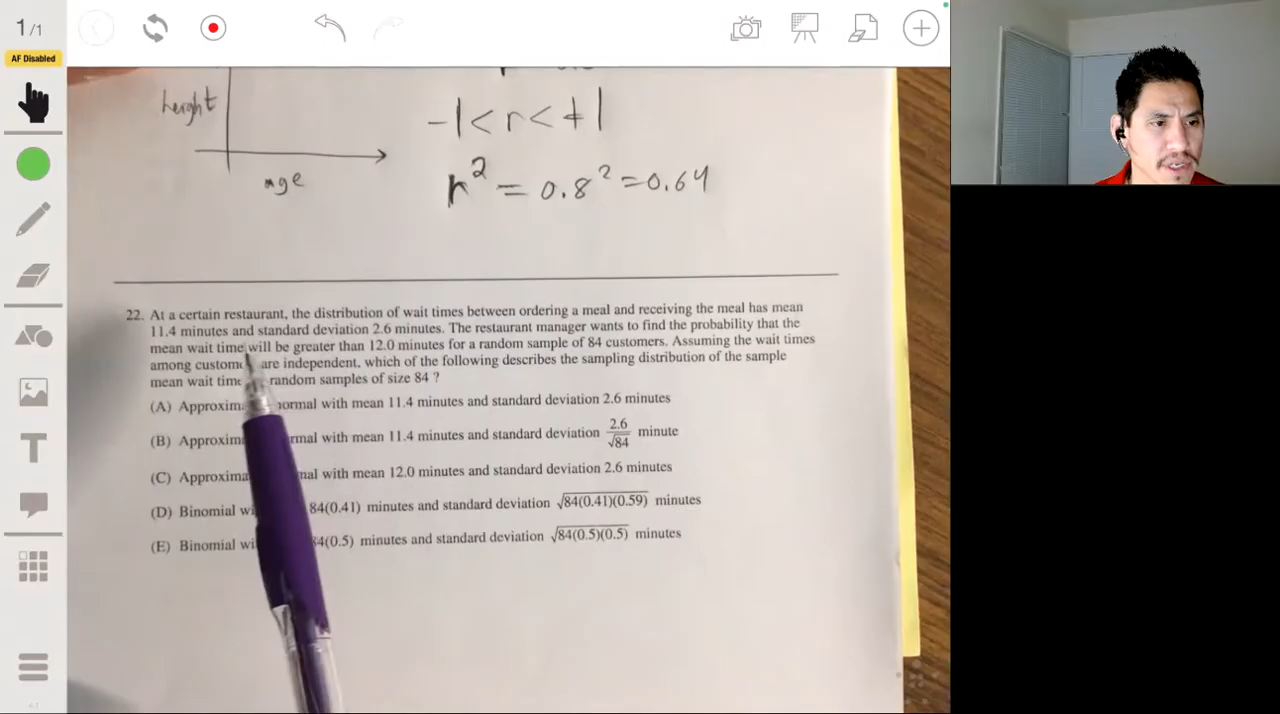 1/1
AF Disabled
height
age
-1 < r < +1
r² = 0.8² = 0.64
22. At a certain restaurant, the distribution of wait times between ordering a meal and receiving the meal has mean
11.4 minutes and standard deviation 2.6 minutes. The restaurant manager wants to find the probability that the
mean wait time will be greater than 12.0 minutes for a random sample of 84 customers. Assuming the wait times
among custom are independent, which of the following describes the sampling distribution of the sample
mean wait time random samples of size 84 ?
(A) Approxima normal with mean 11.4 minutes and standard deviation 2.6 minutes
(B) Approxim rmal with mean 11.4 minutes and standard deviation 2.6/√84 minute
(C) Approxima nal with mean 12.0 minutes and standard deviation 2.6 minutes
(D) Binomial wi 84(0.41) minutes and standard deviation √84(0.41)(0.59) minutes
(E) Binomial wi 84(0.5) minutes and standard deviation √84(0.5)(0.5) minutes
T